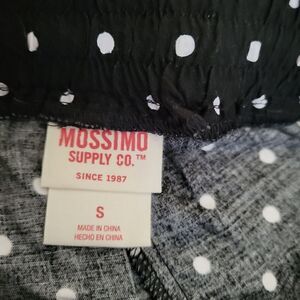 MOSSIMO
SUPPLY CO.™
SINCE 1987
S
MADE IN CHINA
HECHO EN CHINA